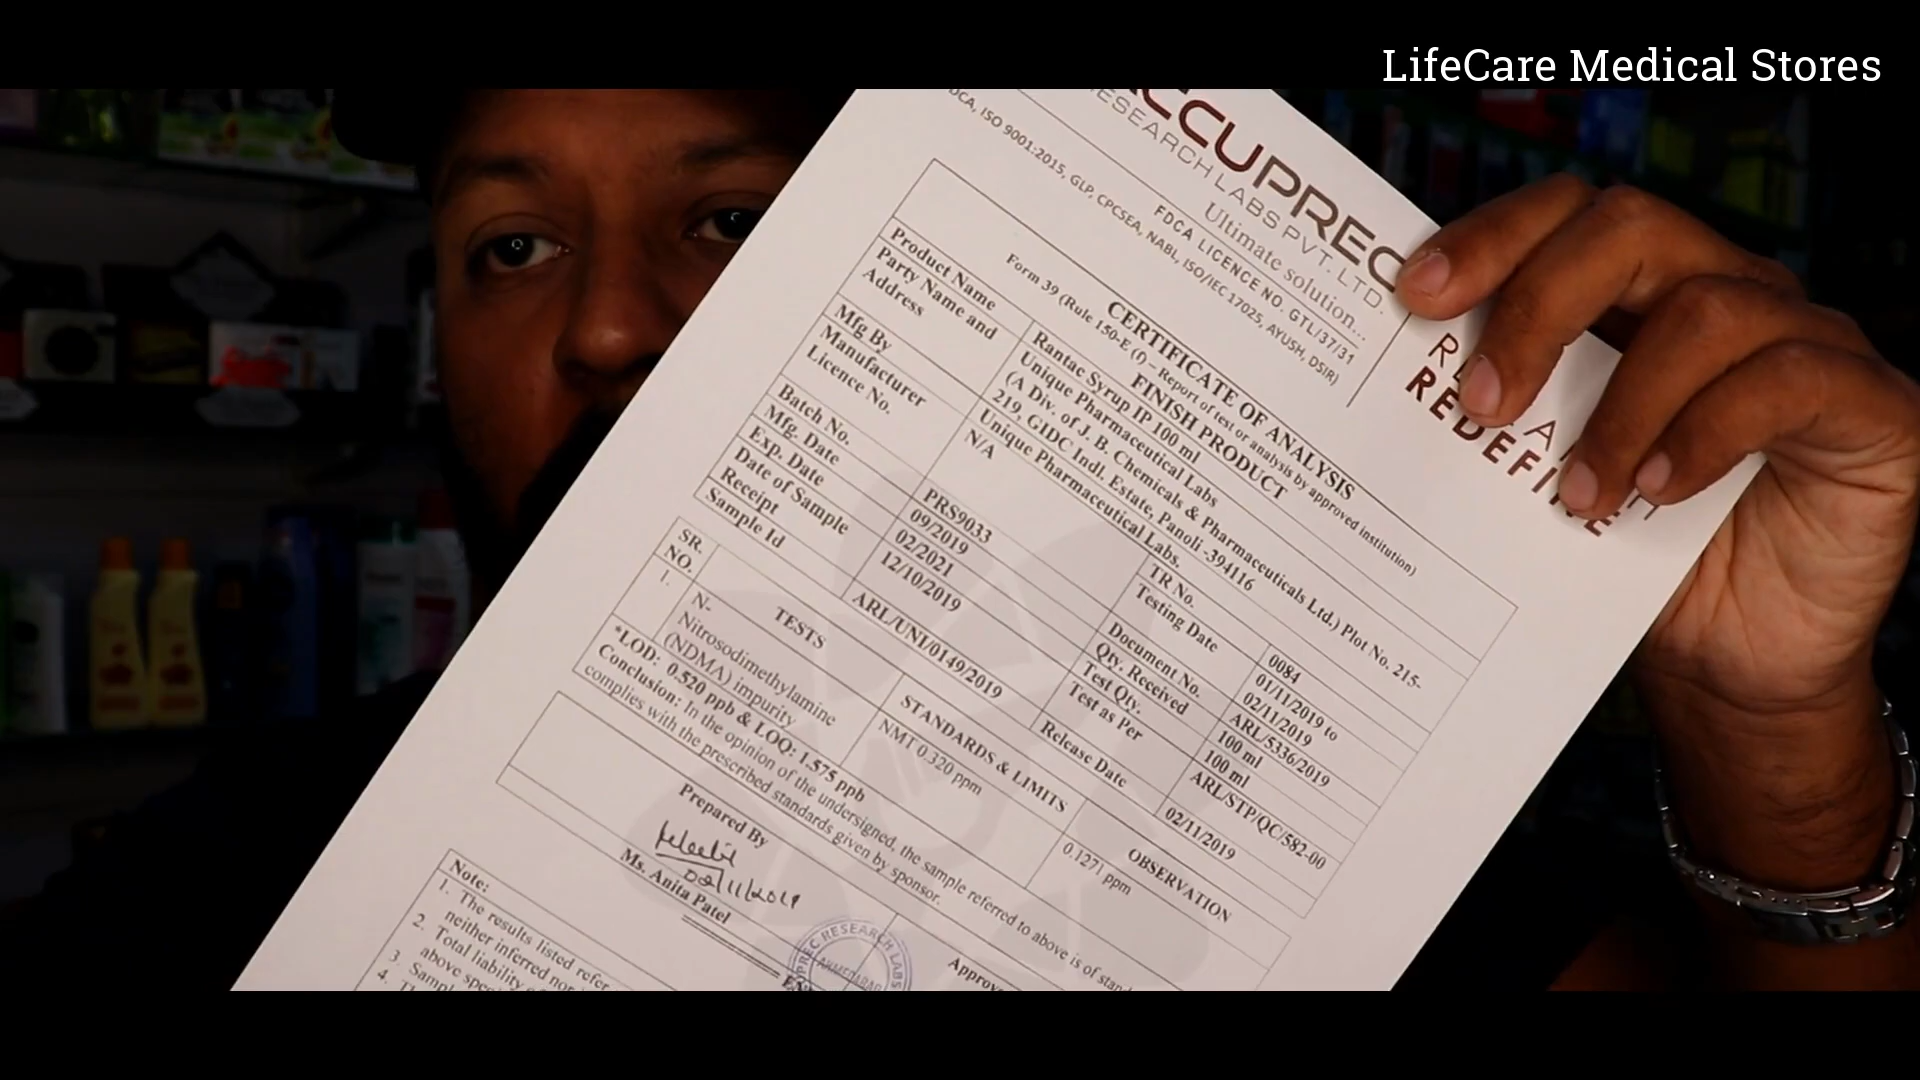 LifeCare Medical Stores
CCUPREC
RESEARCH LABS PVT. LTD.
Ultimate solution...
FDCA LICENCE NO. GTL/37/31
ISO 9001:2015, GLP, CPCSEA, NABL, ISO/IEC 17025, AYUSH, DSIR)
REDEFINE
CERTIFICATE OF ANALYSIS
Form 39 (Rule 150-E (f) – Report of test or analysis by approved institution)
FINISH PRODUCT
Product Name Rantac Syrup IP 100 ml
Party Name and Address Unique Pharmaceutical Labs
(A Div. of J. B. Chemicals & Pharmaceuticals Ltd.) Plot No. 215-
219, GIDC Indl. Estate, Panoli -394116
Mfg By Unique Pharmaceutical Labs.
Manufacturer Licence No. N/A
TR No. 0084
Batch No. PRS9033
Testing Date 01/11/2019 to 02/11/2019
Mfg. Date 09/2019
Document No. ARL/5336/2019
Exp. Date 02/2021
Qty. Received 100 ml
Date of Sample Receipt 12/10/2019
Test Qty. 100 ml
Test as Per ARL/STP/QC/582-00
Sample Id ARL/UNI/0149/2019
Release Date 02/11/2019
SR. NO. TESTS STANDARDS & LIMITS OBSERVATION
1. N-Nitrosodimethylamine (NDMA) impurity NMT 0.320 ppm 0.1271 ppm
*LOD: 0.520 ppb & LOQ: 1.575 ppb
Conclusion: In the opinion of the undersigned, the sample referred to above is of
complies with the prescribed standards given by sponsor.
Prepared By
02/11/2019
Ms. Anita Patel
RESEARCH LABS
AHMEDABAD
Note:
1. The results listed refer
neither inferred nor
2. Total liability
above
3.
4.